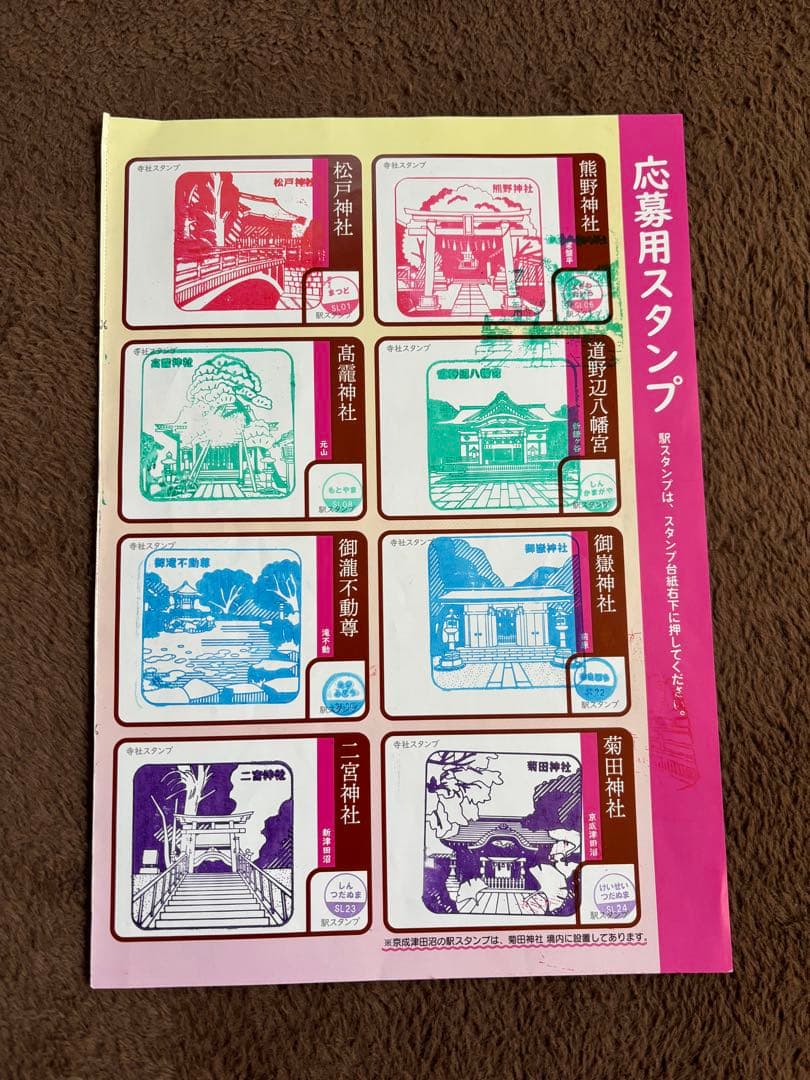 応募用スタンプ
駅スタンプは、スタンプ台紙右下に押してください。
寺社スタンプ
熊野神社
熊野神社
常盤平
駅スタンプ
寺社スタンプ
松戸神社
松戸神社
まつど
SL01
駅スタンプ
寺社スタンプ
道野辺八幡宮
道野辺八幡宮
新鎌ヶ谷
しん
かまがや
駅スタンプ
寺社スタンプ
高龗神社
髙龗神社
元山
もとやま
SL08
駅スタンプ
寺社スタンプ
御嶽神社
御嶽神社
SL22
駅スタンプ
寺社スタンプ
御滝不動尊
御瀧不動尊
滝不動
駅スタンプ
寺社スタンプ
菊田神社
菊田神社
京成津田沼
けいせい
つだぬま
SL24
駅スタンプ
寺社スタンプ
二宮神社
二宮神社
新津田沼
しん
つだぬま
SL23
駅スタンプ
※京成津田沼の駅スタンプは、菊田神社 境内に設置してあります。